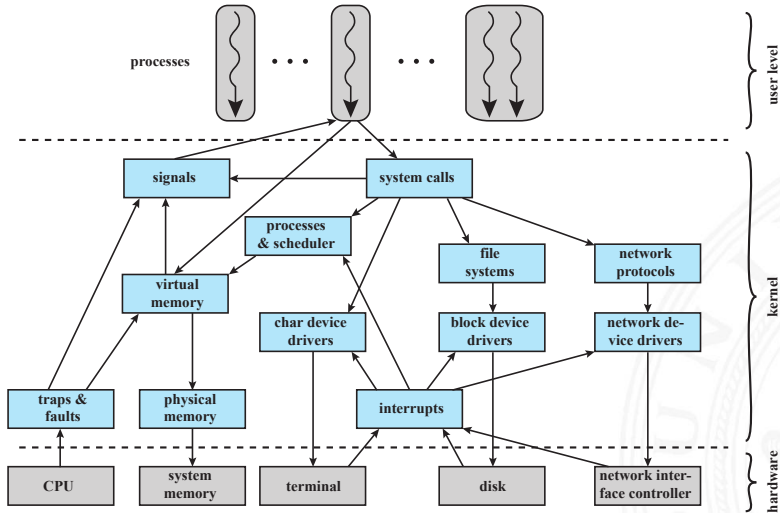 processes
user level
signals
system calls
processes
& scheduler
file
systems
network
protocols
virtual
memory
char device
drivers
block device
drivers
network de-
vice drivers
kernel
traps &
faults
physical
memory
interrupts
CPU
system
memory
terminal
disk
network inter-
face controller
hardware